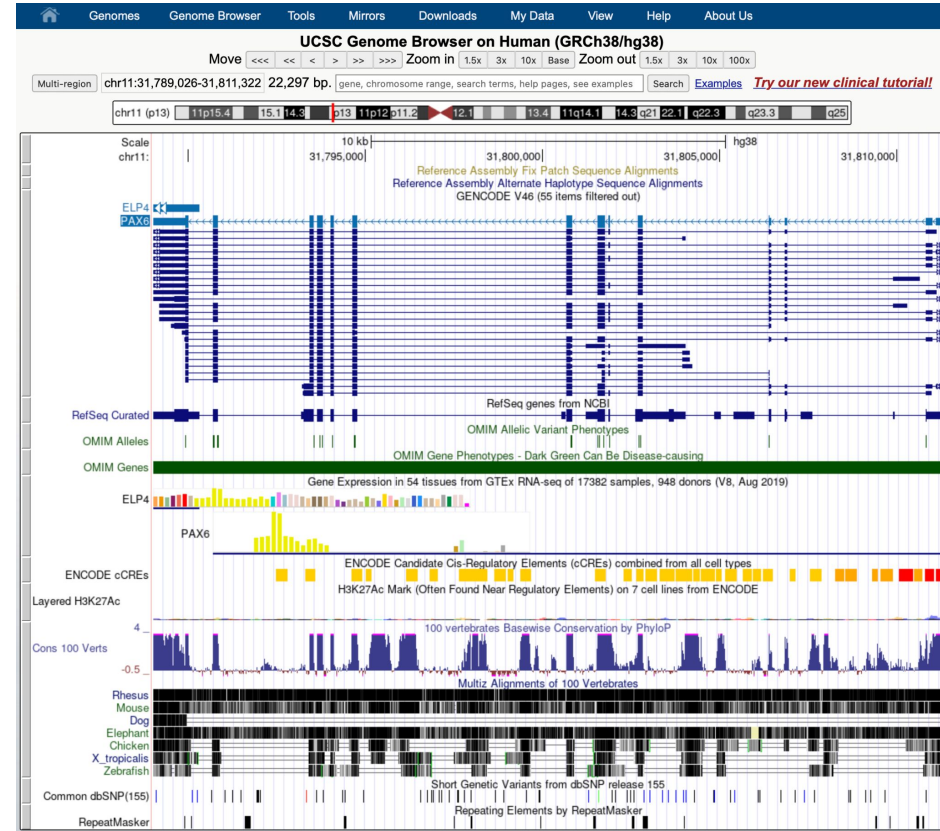 Genomes Genome Browser Tools Mirrors Downloads My Data View Help About Us
UCSC Genome Browser on Human (GRCh38/hg38)
Move <<< << < > >> >>> Zoom in 1.5x 3x 10x Base Zoom out 1.5x 3x 10x 100x
Multi-region chr11:31,789,026-31,811,322 22,297 bp. gene, chromosome range, search terms, help pages, see examples Search Examples Try our new clinical tutorial!
chr11 (p13) 11p15.4 15.1 14.3 p13 11p12 p11.2 12.1 13.4 11q14.1 14.3 q21 22.1 q22.3 q23.3 q25
Scale 10 kb hg38
chr11: 31,795,000 31,800,000 31,805,000 31,810,000
Reference Assembly Fix Patch Sequence Alignments
Reference Assembly Alternate Haplotype Sequence Alignments
GENCODE V46 (55 items filtered out)
ELP4
PAX6
RefSeq genes from NCBI
RefSeq Curated
OMIM Allelic Variant Phenotypes
OMIM Alleles
OMIM Gene Phenotypes - Dark Green Can Be Disease-causing
OMIM Genes
Gene Expression in 54 tissues from GTEx RNA-seq of 17382 samples, 948 donors (V8, Aug 2019)
ELP4
PAX6
ENCODE Candidate Cis-Regulatory Elements (cCREs) combined from all cell types
ENCODE cCREs
H3K27Ac Mark (Often Found Near Regulatory Elements) on 7 cell lines from ENCODE
Layered H3K27Ac
100 vertebrates Basewise Conservation by PhyloP
4 _
Cons 100 Verts
-0.5 _
Multiz Alignments of 100 Vertebrates
Rhesus
Mouse
Dog
Elephant
Chicken
X_tropicalis
Zebrafish
Short Genetic Variants from dbSNP release 155
Common dbSNP(155)
Repeating Elements by RepeatMasker
RepeatMasker